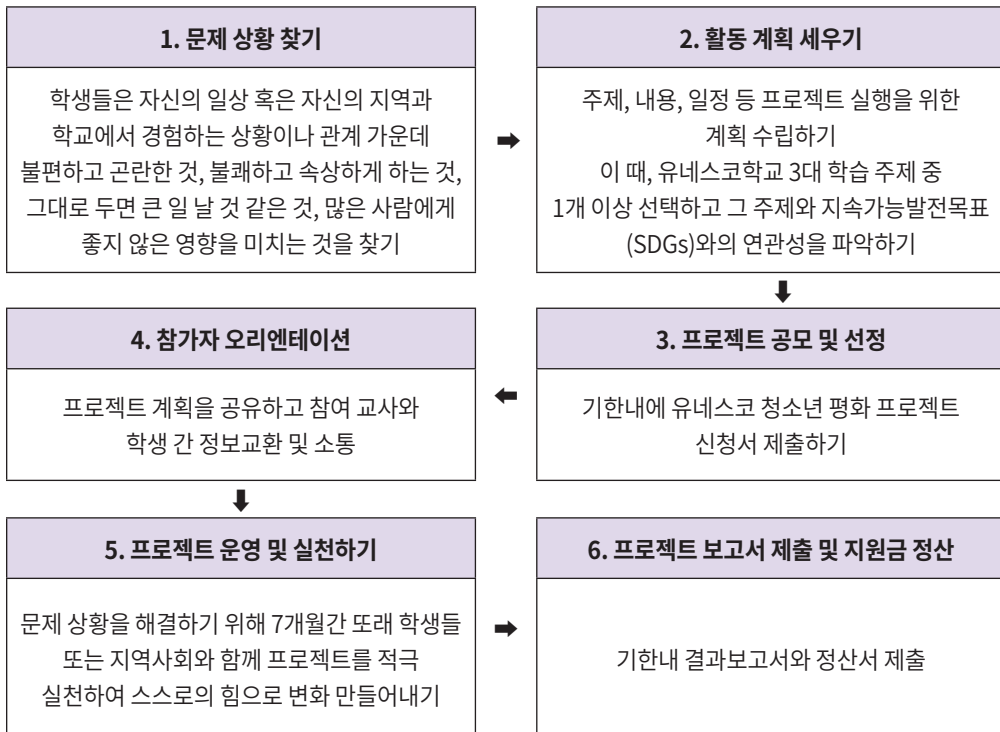 1. 문제 상황 찾기
학생들은 자신의 일상 혹은 자신의 지역과
학교에서 경험하는 상황이나 관계 가운데
불편하고 곤란한 것, 불쾌하고 속상하게 하는 것,
그대로 두면 큰 일 날 것 같은 것, 많은 사람에게
좋지 않은 영향을 미치는 것을 찾기
2. 활동 계획 세우기
주제, 내용, 일정 등 프로젝트 실행을 위한
계획 수립하기
이 때, 유네스코학교 3대 학습 주제 중
1개 이상 선택하고 그 주제와 지속가능발전목표
(SDGs)와의 연관성을 파악하기
3. 프로젝트 공모 및 선정
기한내에 유네스코 청소년 평화 프로젝트
신청서 제출하기
4. 참가자 오리엔테이션
프로젝트 계획을 공유하고 참여 교사와
학생 간 정보교환 및 소통
5. 프로젝트 운영 및 실천하기
문제 상황을 해결하기 위해 7개월간 또래 학생들
또는 지역사회와 함께 프로젝트를 적극
실천하여 스스로의 힘으로 변화 만들어내기
6. 프로젝트 보고서 제출 및 지원금 정산
기한내 결과보고서와 정산서 제출